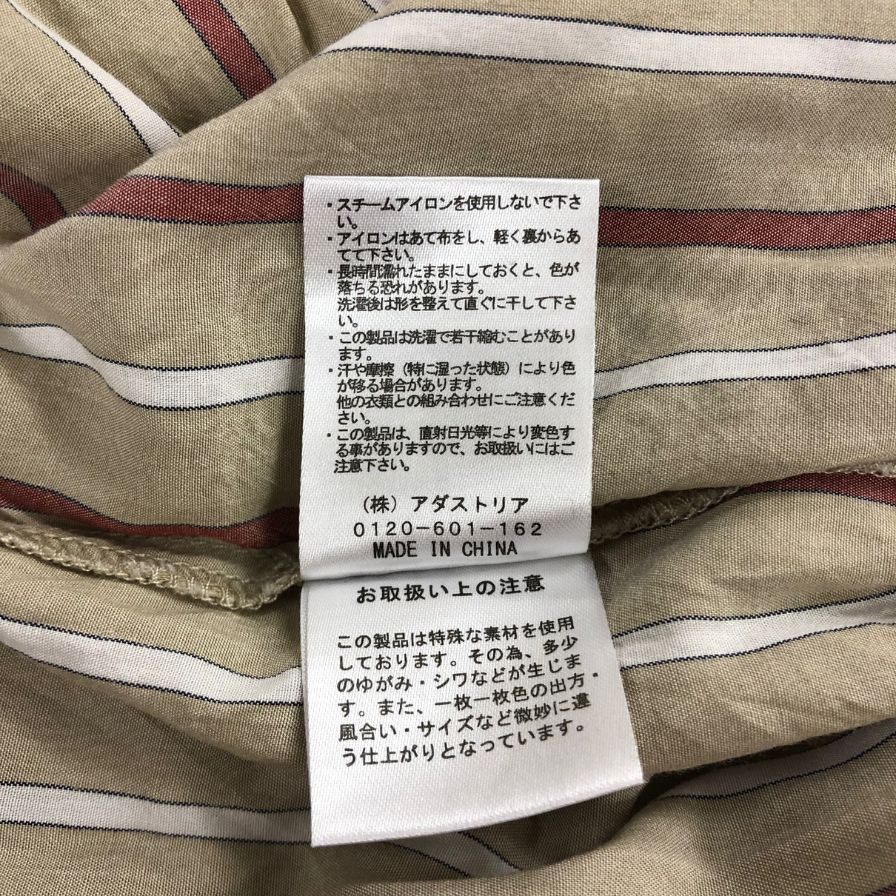 ・スチームアイロンを使用しないで下さ
い。
・アイロンはあて布をし、軽く裏からあ
てて下さい。
・長時間濡れたままにしておくと、色が
落ちる恐れがあります。
洗濯後は形を整えて直ぐに干して下さ
い。
・この製品は洗濯で若干縮むことがあり
ます。
・汗や摩擦（特に湿った状態）により色
が移る場合があります。
他の衣類との組み合わせにご注意くだ
さい。
・この製品は、直射日光等により変色す
る事がありますので、お取扱いにはご
注意下さい。
（株）アダストリア
0120-601-162
MADE IN CHINA
お取扱い上の注意
この製品は特殊な素材を使用
しております。その為、多少
のゆがみ・シワなどが生じま
す。また、一枚一枚色の出方・
風合い・サイズなど微妙に違
う仕上がりとなっています。